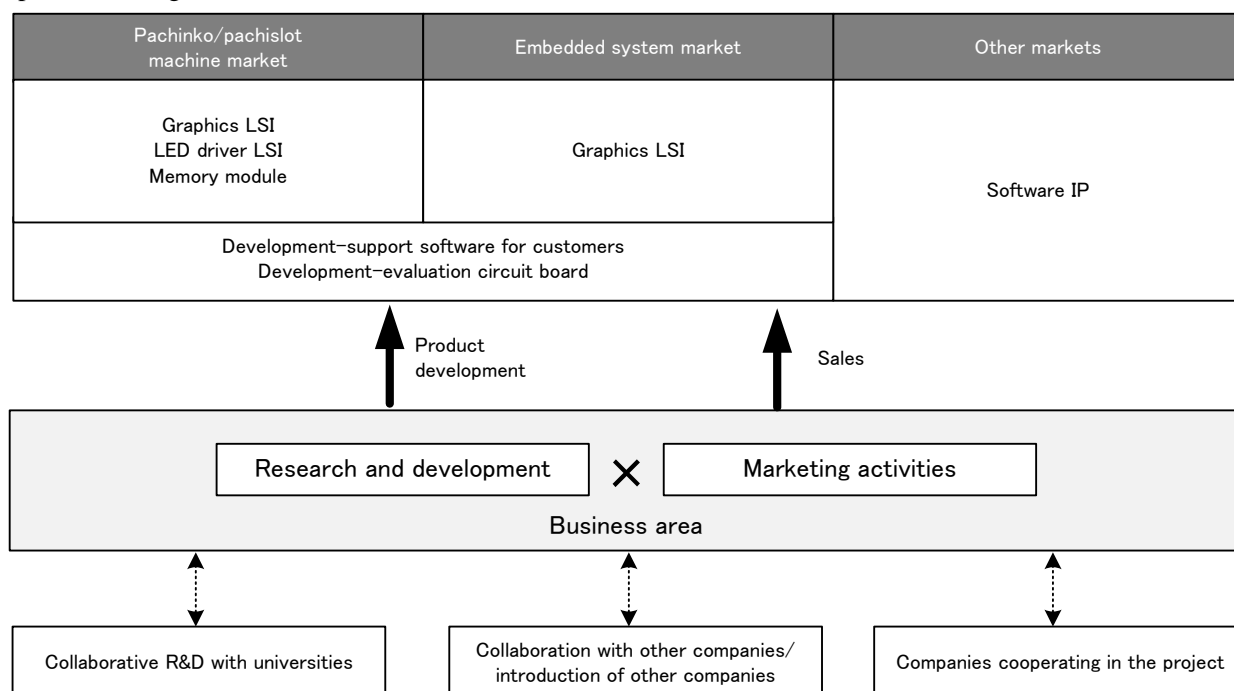 Pachinko/pachislot
machine market
Embedded system market
Other markets
Graphics LSI
LED driver LSI
Memory module
Graphics LSI
Software IP
Development-support software for customers
Development-evaluation circuit board
Product
development
Sales
Research and development
×
Marketing activities
Business area
Collaborative R&D with universities
Collaboration with other companies/
introduction of other companies
Companies cooperating in the project